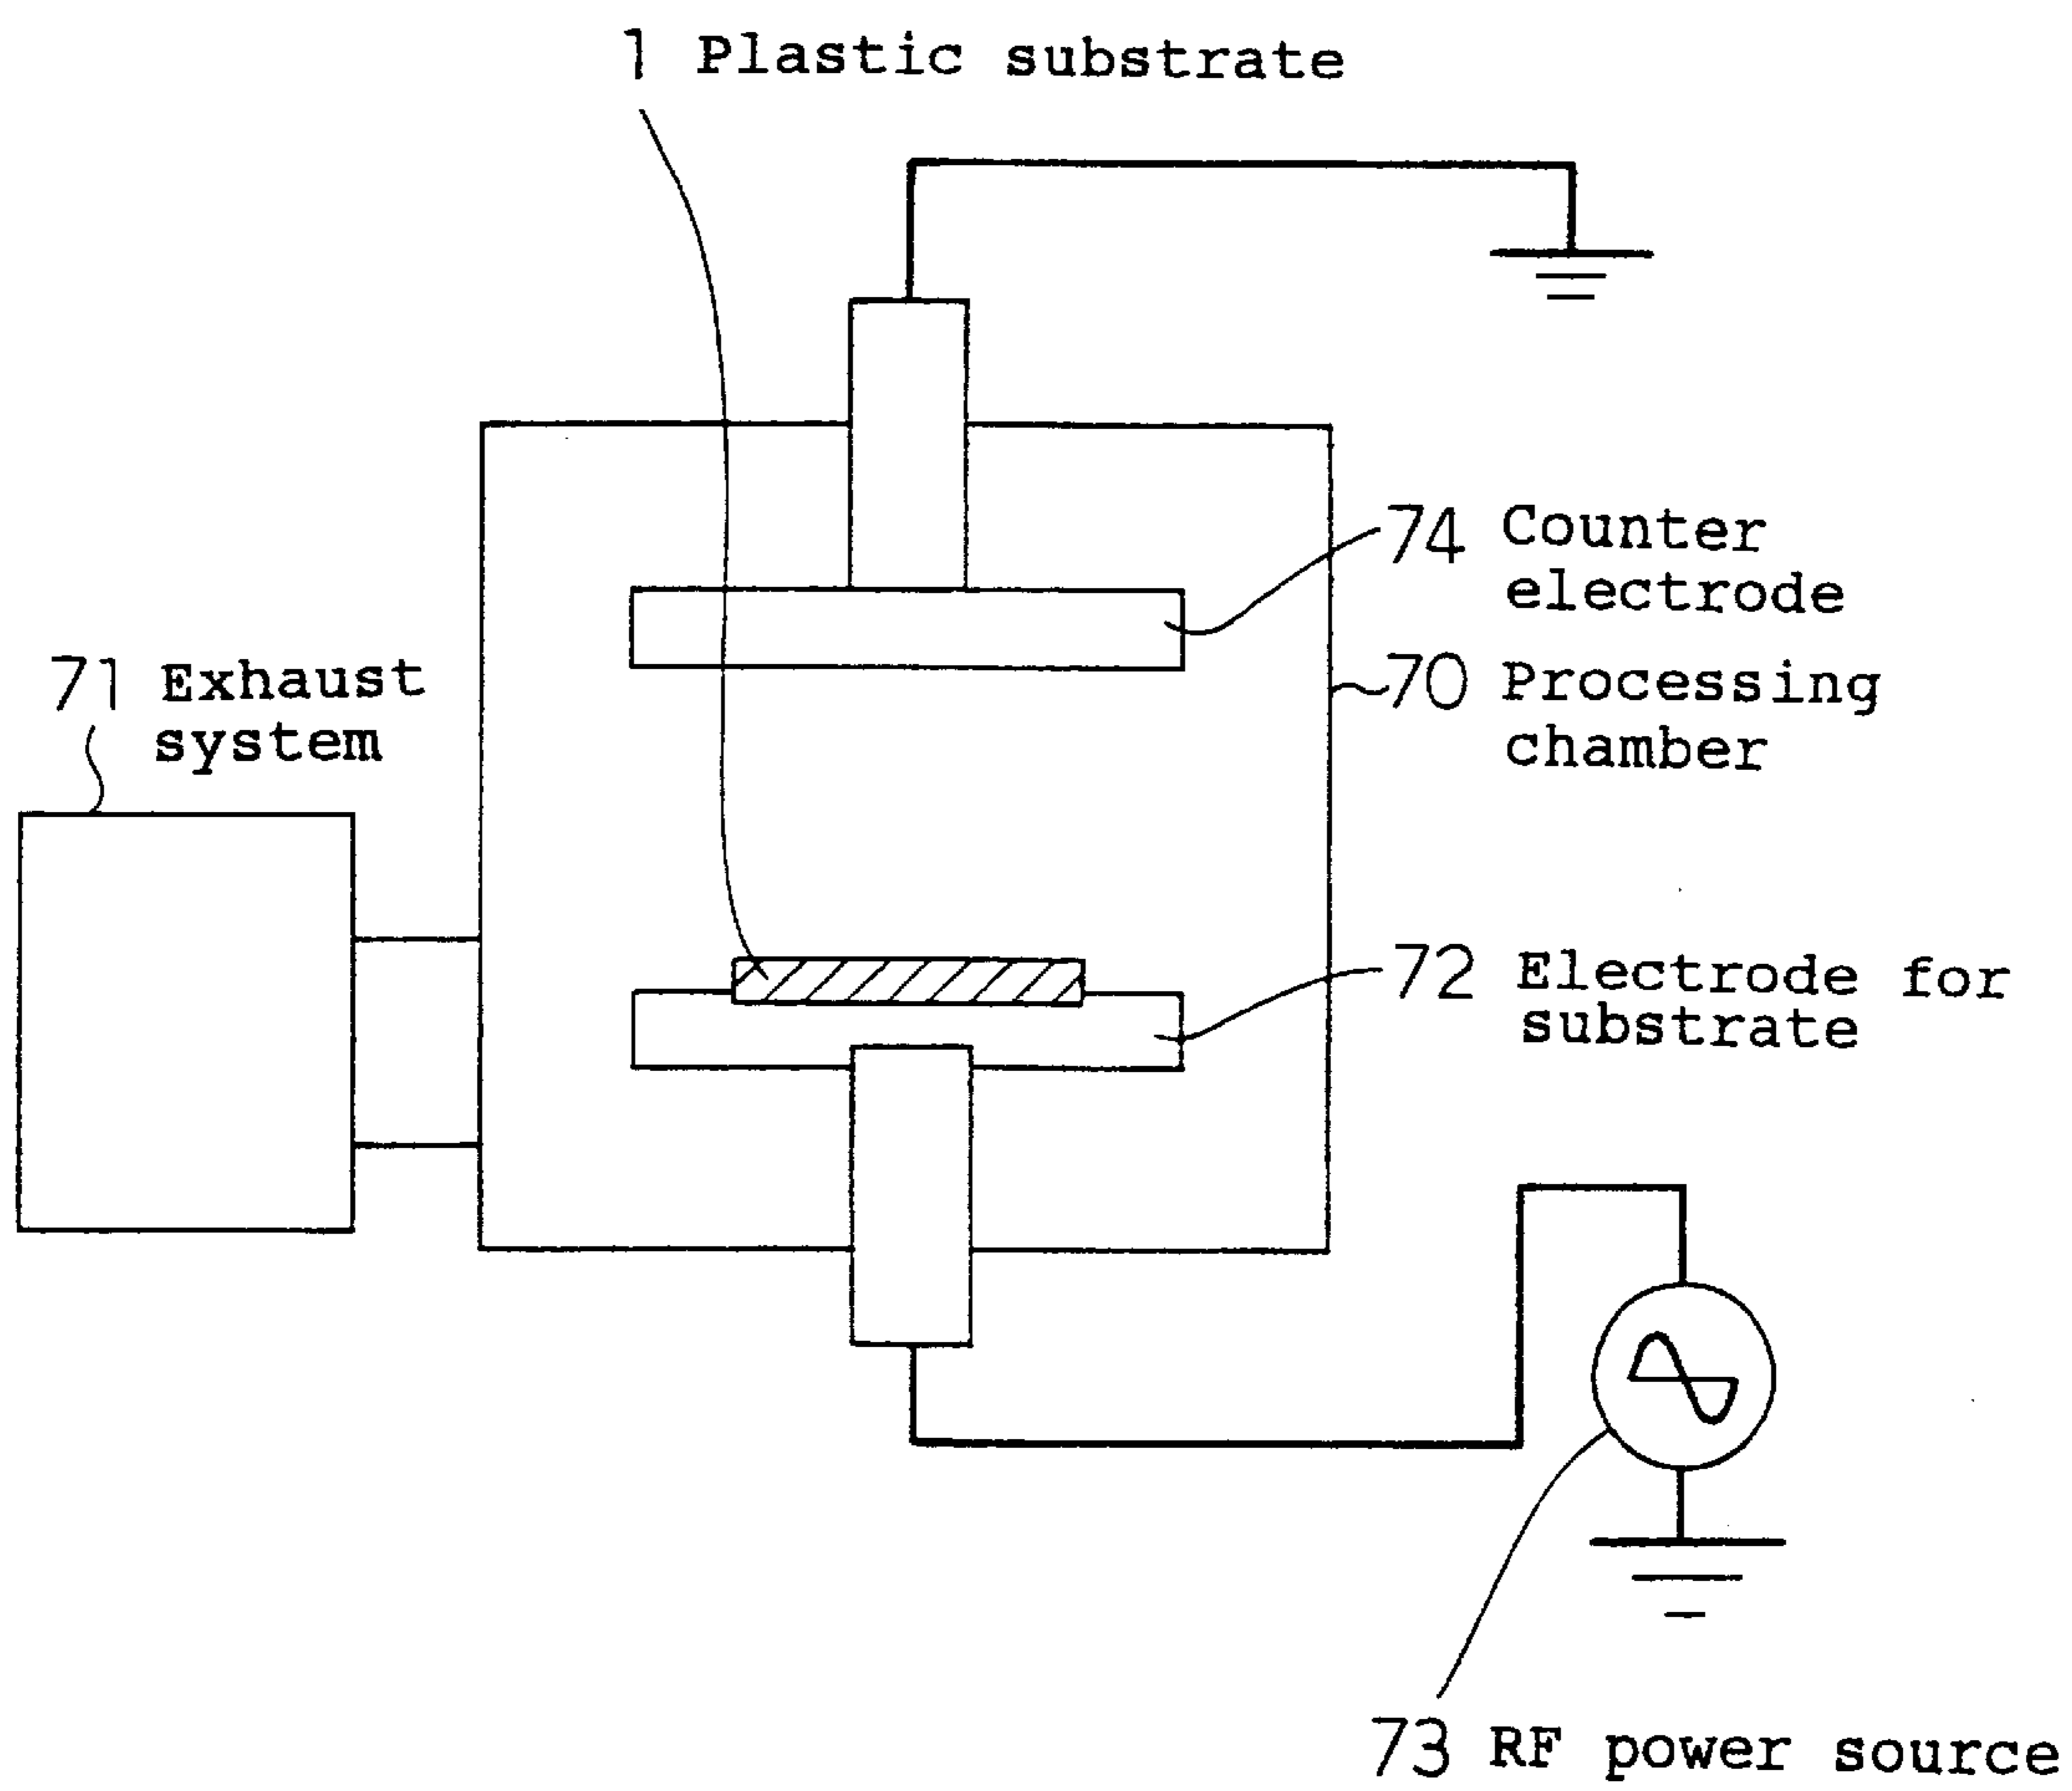 1 Plastic substrate
74 Counter
electrode
71 Exhaust
system
70 Processing
chamber
72 Electrode for
substrate
73 RF power source